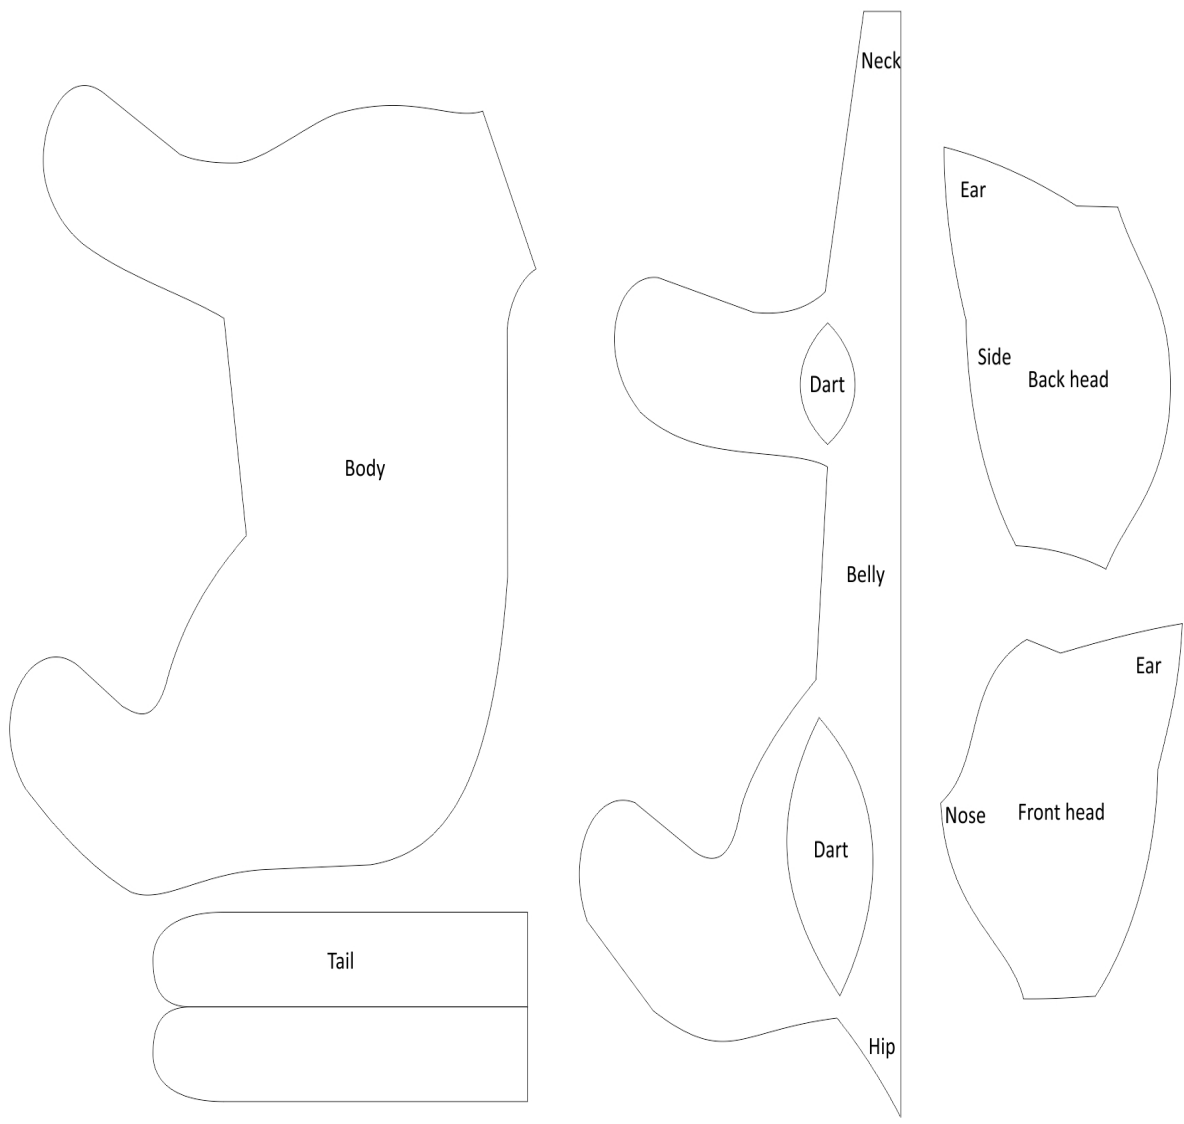 Neck
Ear
Side
Back head
Dart
Body
Belly
Ear
Nose
Front head
Dart
Tail
Hip